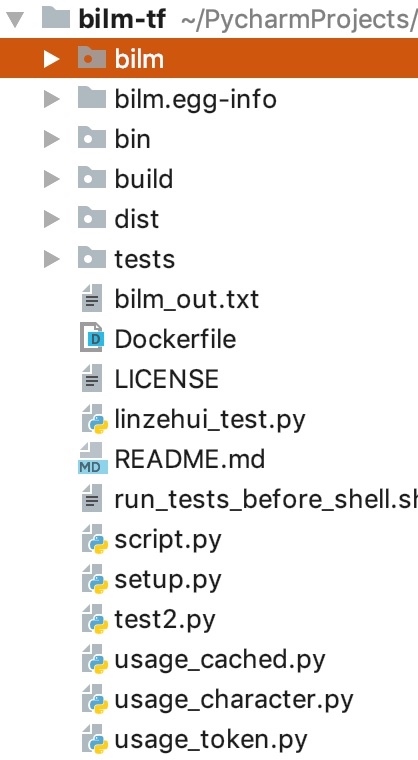 bilm-tf ~/PycharmProjects/
bilm
bilm.egg-info
bin
build
dist
tests
bilm_out.txt
D Dockerfile
LICENSE
linzehui_test.py
MD README.md
run_tests_before_shell.sh
script.py
setup.py
test2.py
usage_cached.py
usage_character.py
usage_token.py